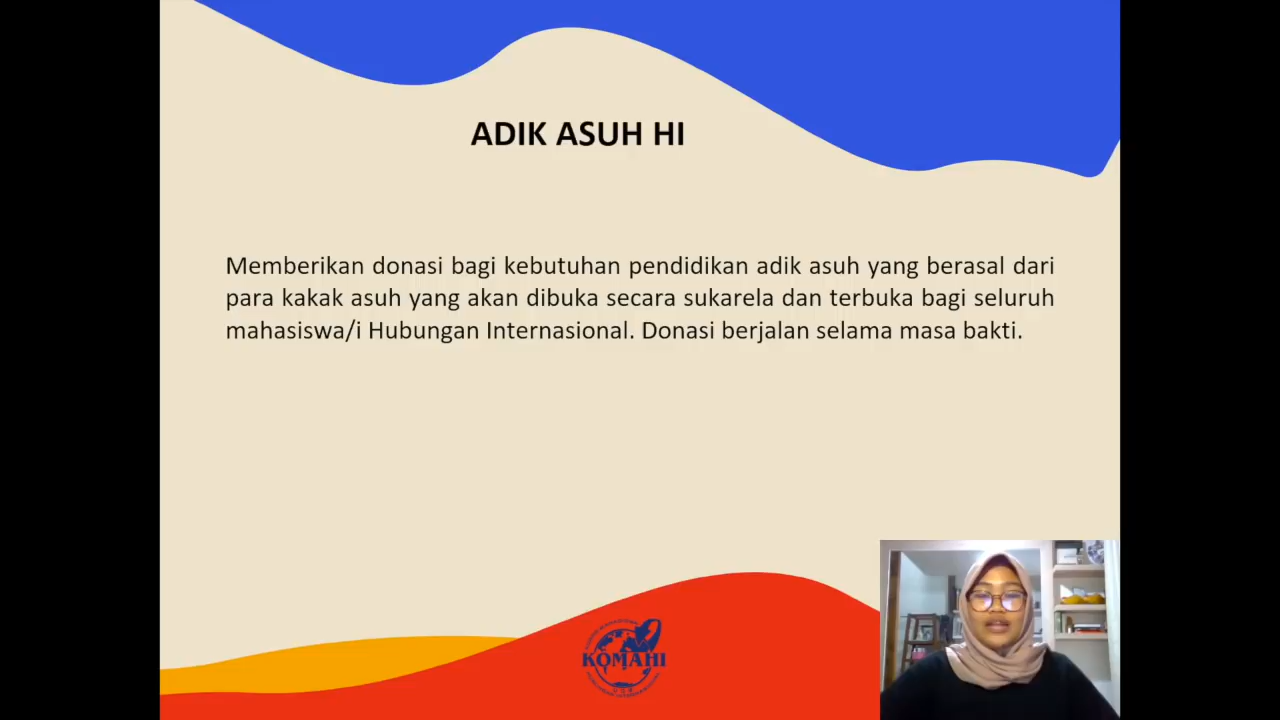 ADIK ASUH HI
Memberikan donasi bagi kebutuhan pendidikan adik asuh yang berasal dari
para kakak asuh yang akan dibuka secara sukarela dan terbuka bagi seluruh
mahasiswa/i Hubungan Internasional. Donasi berjalan selama masa bakti.
KOMAHI